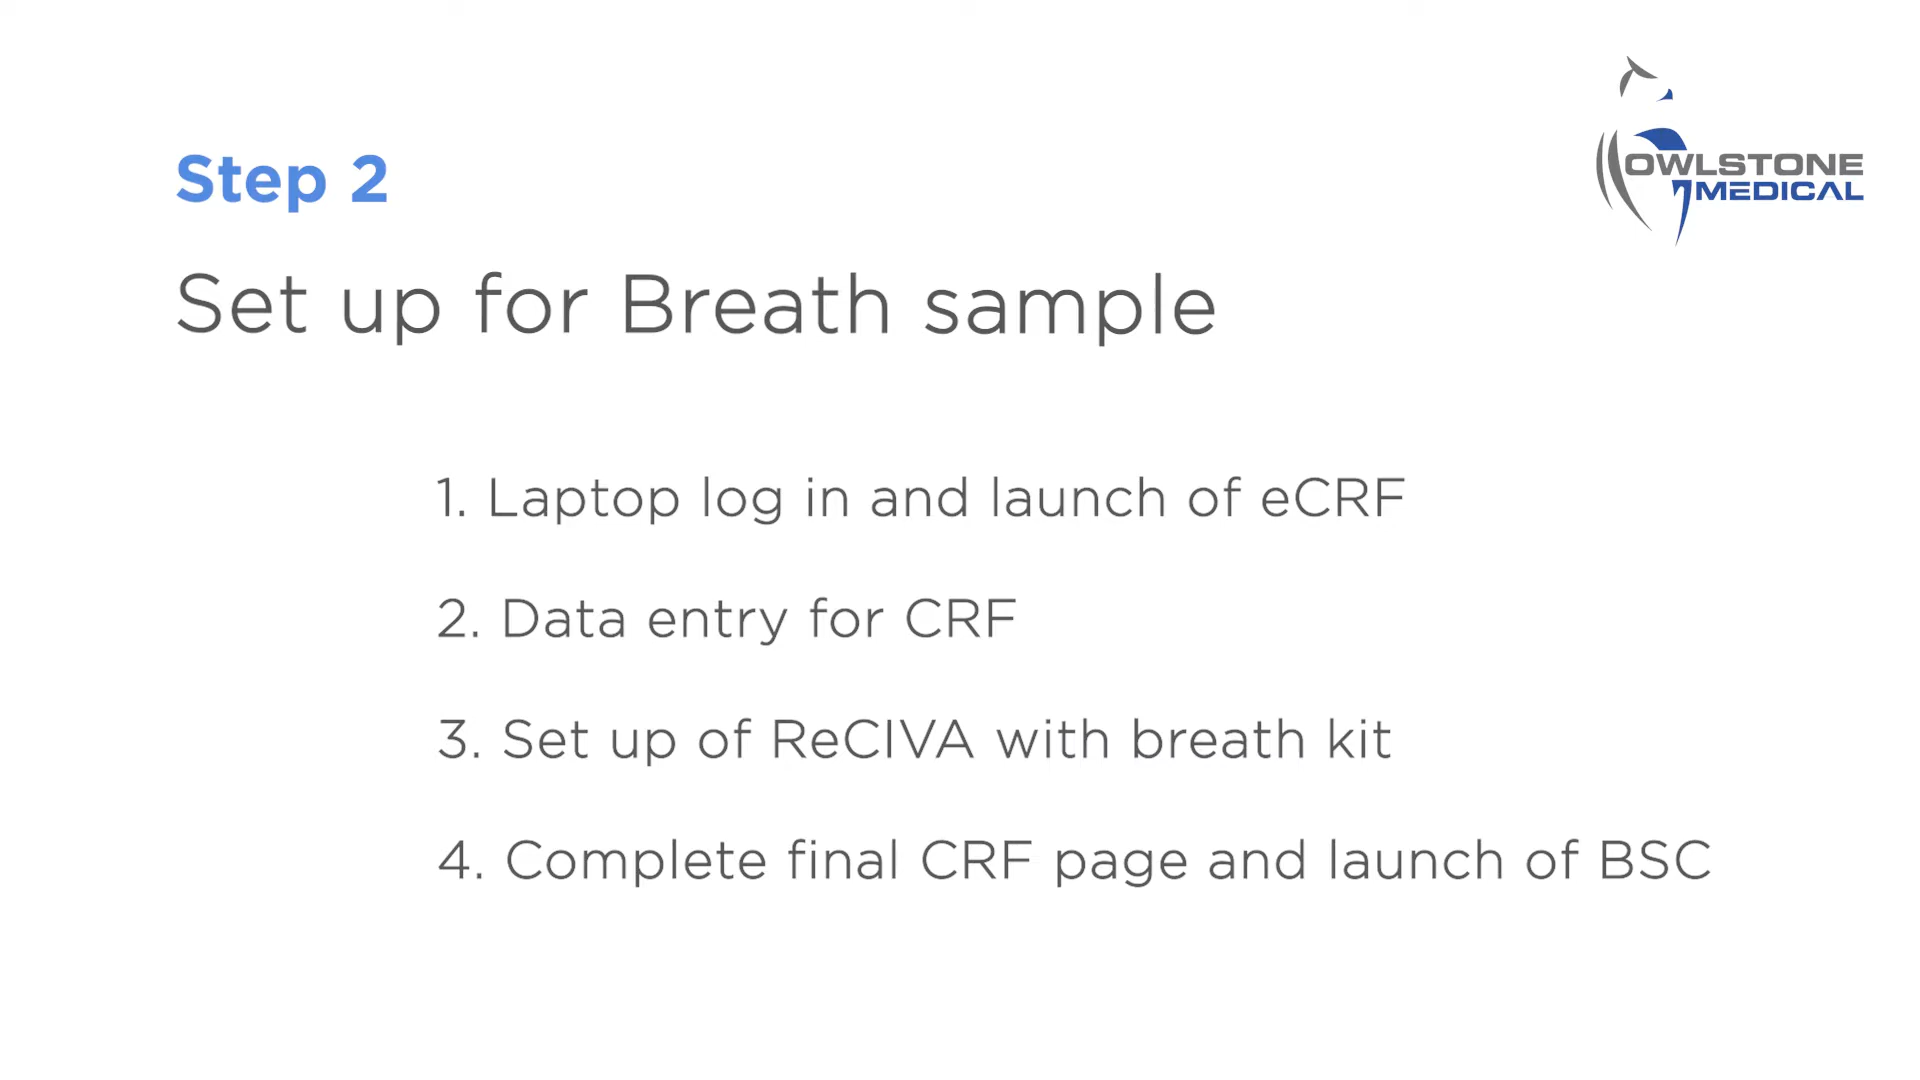 OWLSTONE
MEDICAL
Step 2
Set up for Breath sample
1. Laptop log in and launch of eCRF
2. Data entry for CRF
3. Set up of ReCIVA with breath kit
4. Complete final CRF page and launch of BSC